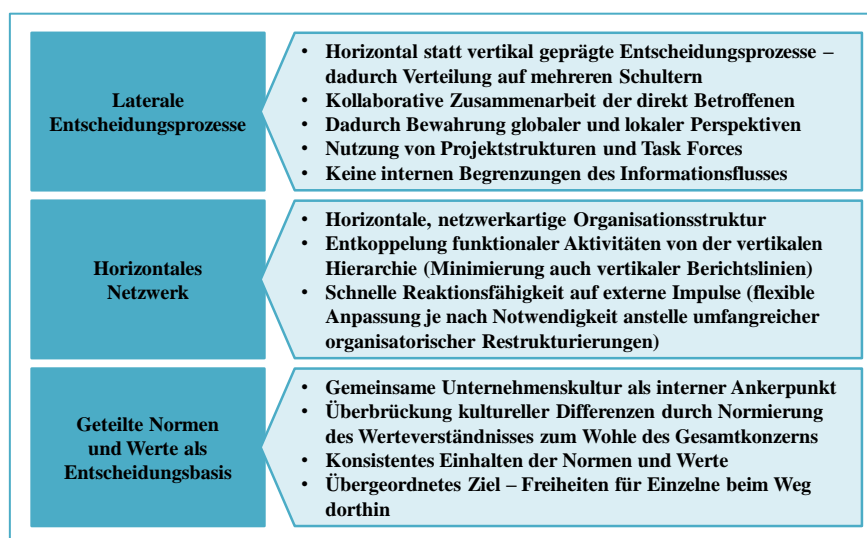 Laterale
Entscheidungsprozesse
• Horizontal statt vertikal geprägte Entscheidungsprozesse –
dadurch Verteilung auf mehreren Schultern
• Kollaborative Zusammenarbeit der direkt Betroffenen
• Dadurch Bewahrung globaler und lokaler Perspektiven
• Nutzung von Projektstrukturen und Task Forces
• Keine internen Begrenzungen des Informationsflusses
Horizontales
Netzwerk
• Horizontale, netzwerkartige Organisationsstruktur
• Entkoppelung funktionaler Aktivitäten von der vertikalen
Hierarchie (Minimierung auch vertikaler Berichtslinien)
• Schnelle Reaktionsfähigkeit auf externe Impulse (flexible
Anpassung je nach Notwendigkeit anstelle umfangreicher
organisatorischer Restrukturierungen)
Geteilte Normen
und Werte als
Entscheidungsbasis
• Gemeinsame Unternehmenskultur als interner Ankerpunkt
• Überbrückung kultureller Differenzen durch Normierung
des Werteverständnisses zum Wohle des Gesamtkonzerns
• Konsistentes Einhalten der Normen und Werte
• Übergeordnetes Ziel – Freiheiten für Einzelne beim Weg
dorthin